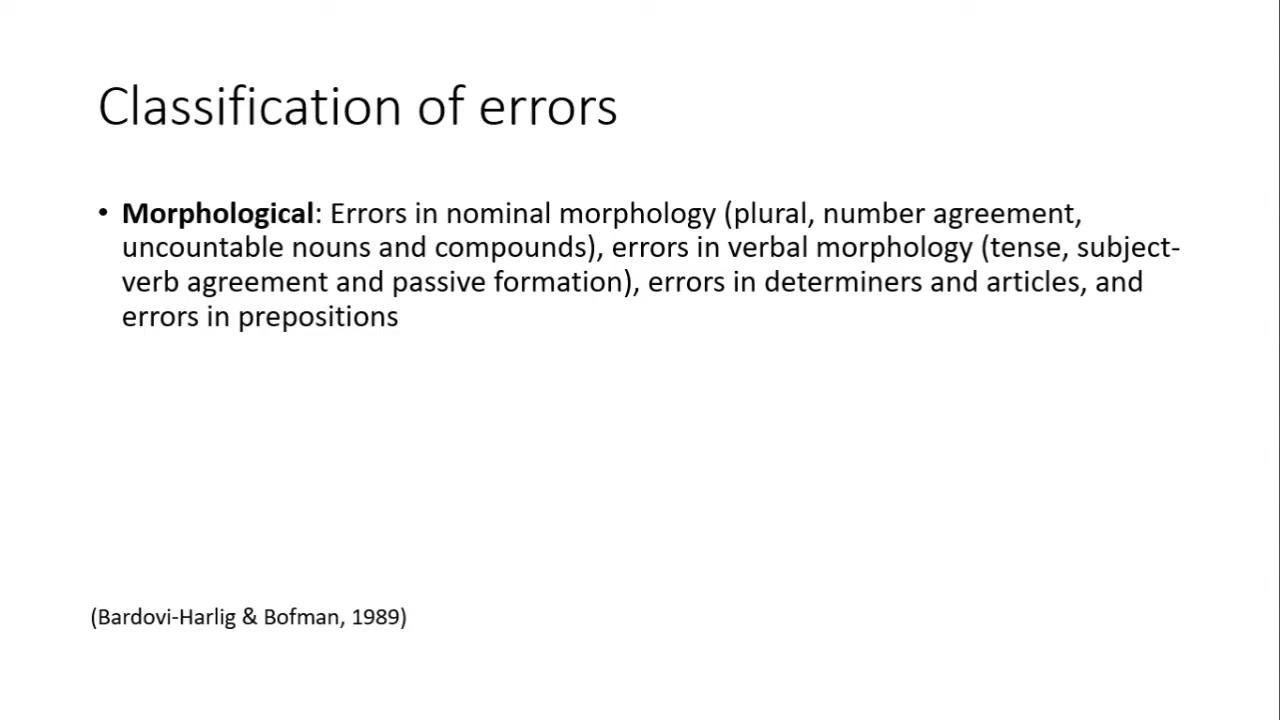 Classification of errors
• Morphological: Errors in nominal morphology (plural, number agreement,
uncountable nouns and compounds), errors in verbal morphology (tense, subject-
verb agreement and passive formation), errors in determiners and articles, and
errors in prepositions
(Bardovi-Harlig & Bofman, 1989)